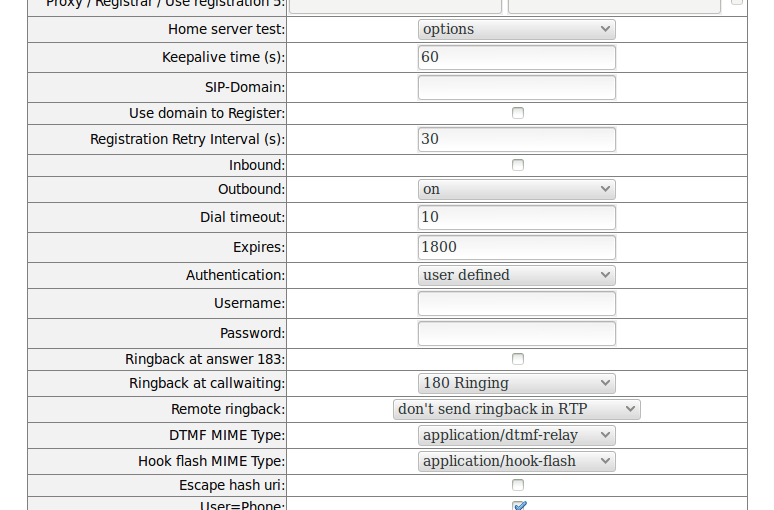 Proxy / Registrar / Use registration 5:
Home server test: options
Keepalive time (s): 60
SIP-Domain:
Use domain to Register:
Registration Retry Interval (s): 30
Inbound:
Outbound: on
Dial timeout: 10
Expires: 1800
Authentication: user defined
Username:
Password:
Ringback at answer 183:
Ringback at callwaiting: 180 Ringing
Remote ringback: don't send ringback in RTP
DTMF MIME Type: application/dtmf-relay
Hook flash MIME Type: application/hook-flash
Escape hash uri:
User=Phone: